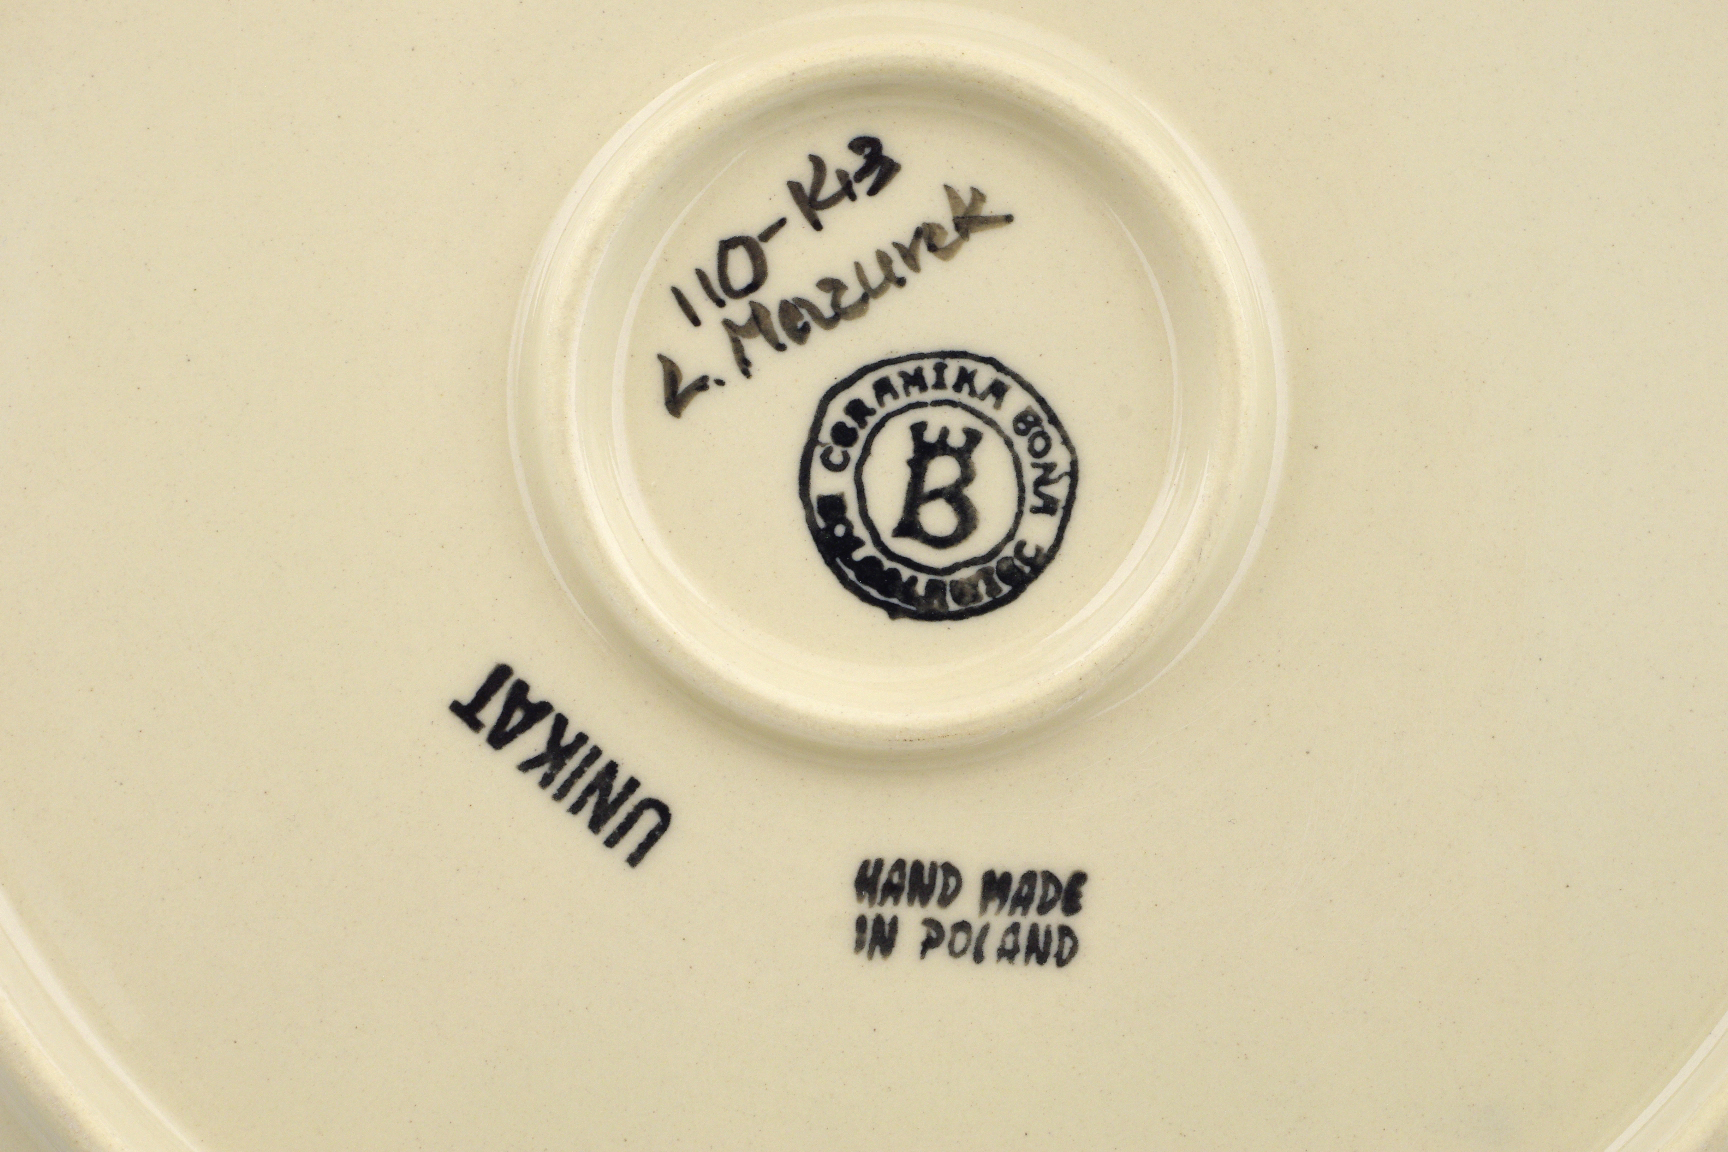 110-K13
L. Mazurek
CERAMIKA BONA
B
UNIKAT
HAND MADE
IN POLAND